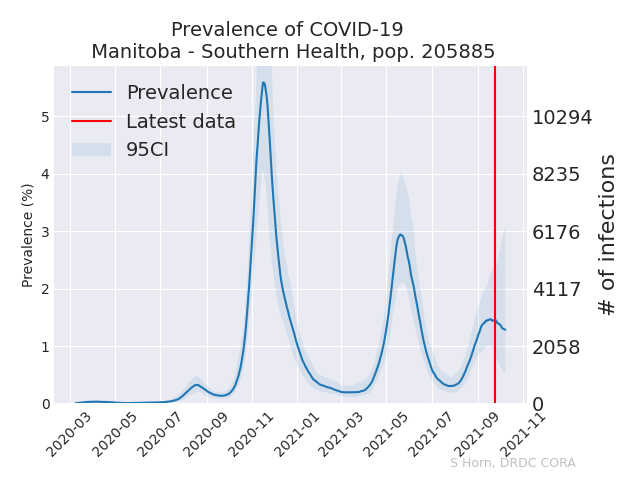 Prevalence of COVID-19
Manitoba - Southern Health, pop. 205885
Prevalence
Latest data
95CI
Prevalence (%)
5
4
3
2
1
0
10294
8235
6176
4117
2058
0
# of infections
2020-03
2020-05
2020-07
2020-09
2020-11
2021-01
2021-03
2021-05
2021-07
2021-09
2021-11
S Horn, DRDC CORA